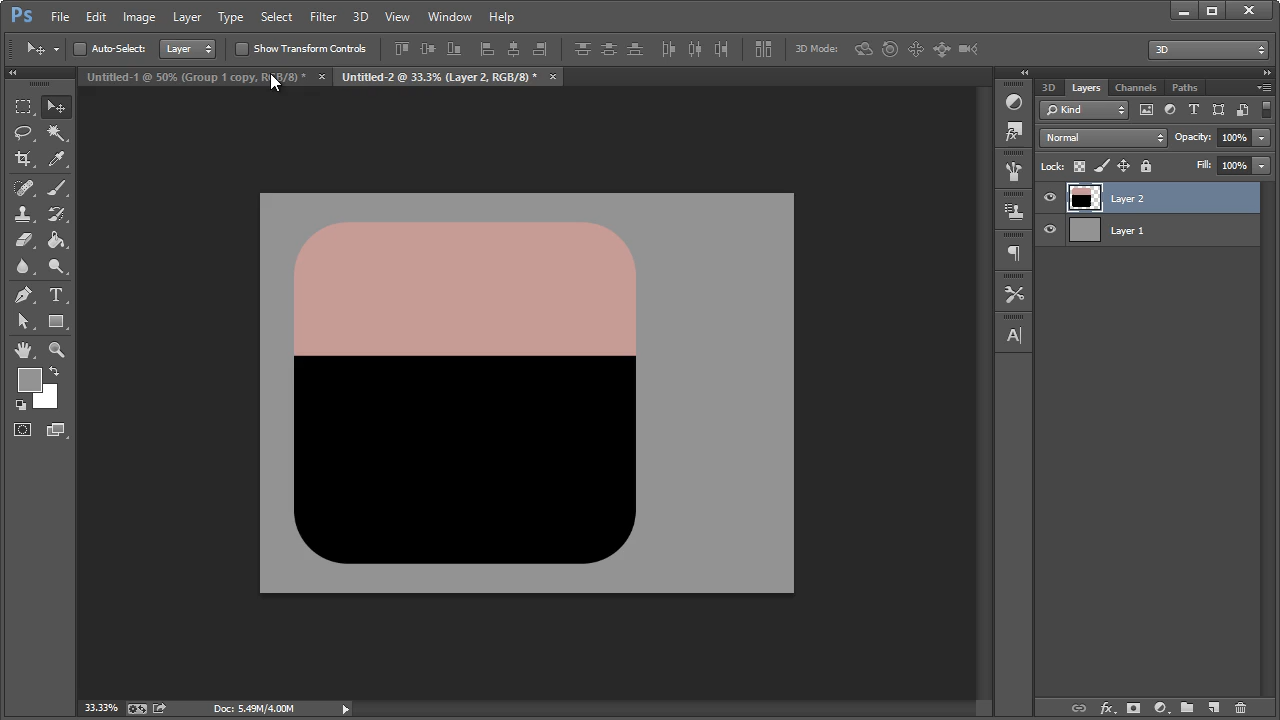 Ps File Edit Image Layer Type Select Filter 3D View Window Help
Auto-Select: Layer Show Transform Controls 3D Mode: 3D
Untitled-1 @ 50% (Group 1 copy, RGB/8) * × Untitled-2 @ 33.3% (Layer 2, RGB/8) * ×
3D Layers Channels Paths
Kind
Normal Opacity: 100%
Lock: Fill: 100%
Layer 2
Layer 1
33.33% Doc: 5.49M/4.00M